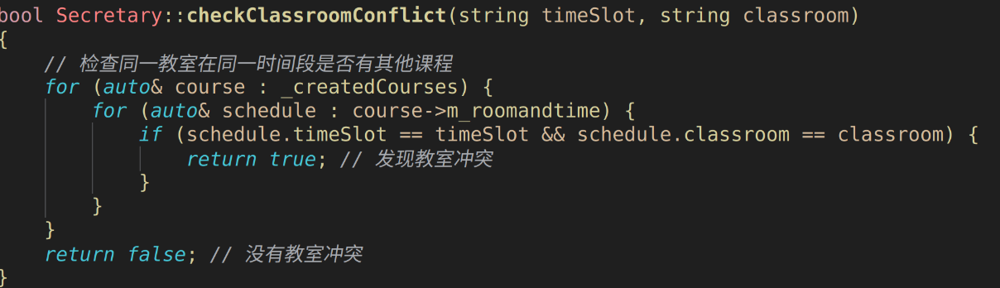 bool Secretary::checkClassroomConflict(string timeSlot, string classroom)
{
    // 检查同一教室在同一时间段是否有其他课程
    for (auto& course : _createdCourses) {
        for (auto& schedule : course->m_roomandtime) {
            if (schedule.timeSlot == timeSlot && schedule.classroom == classroom) {
                return true; // 发现教室冲突
            }
        }
    }
    return false; // 没有教室冲突
}